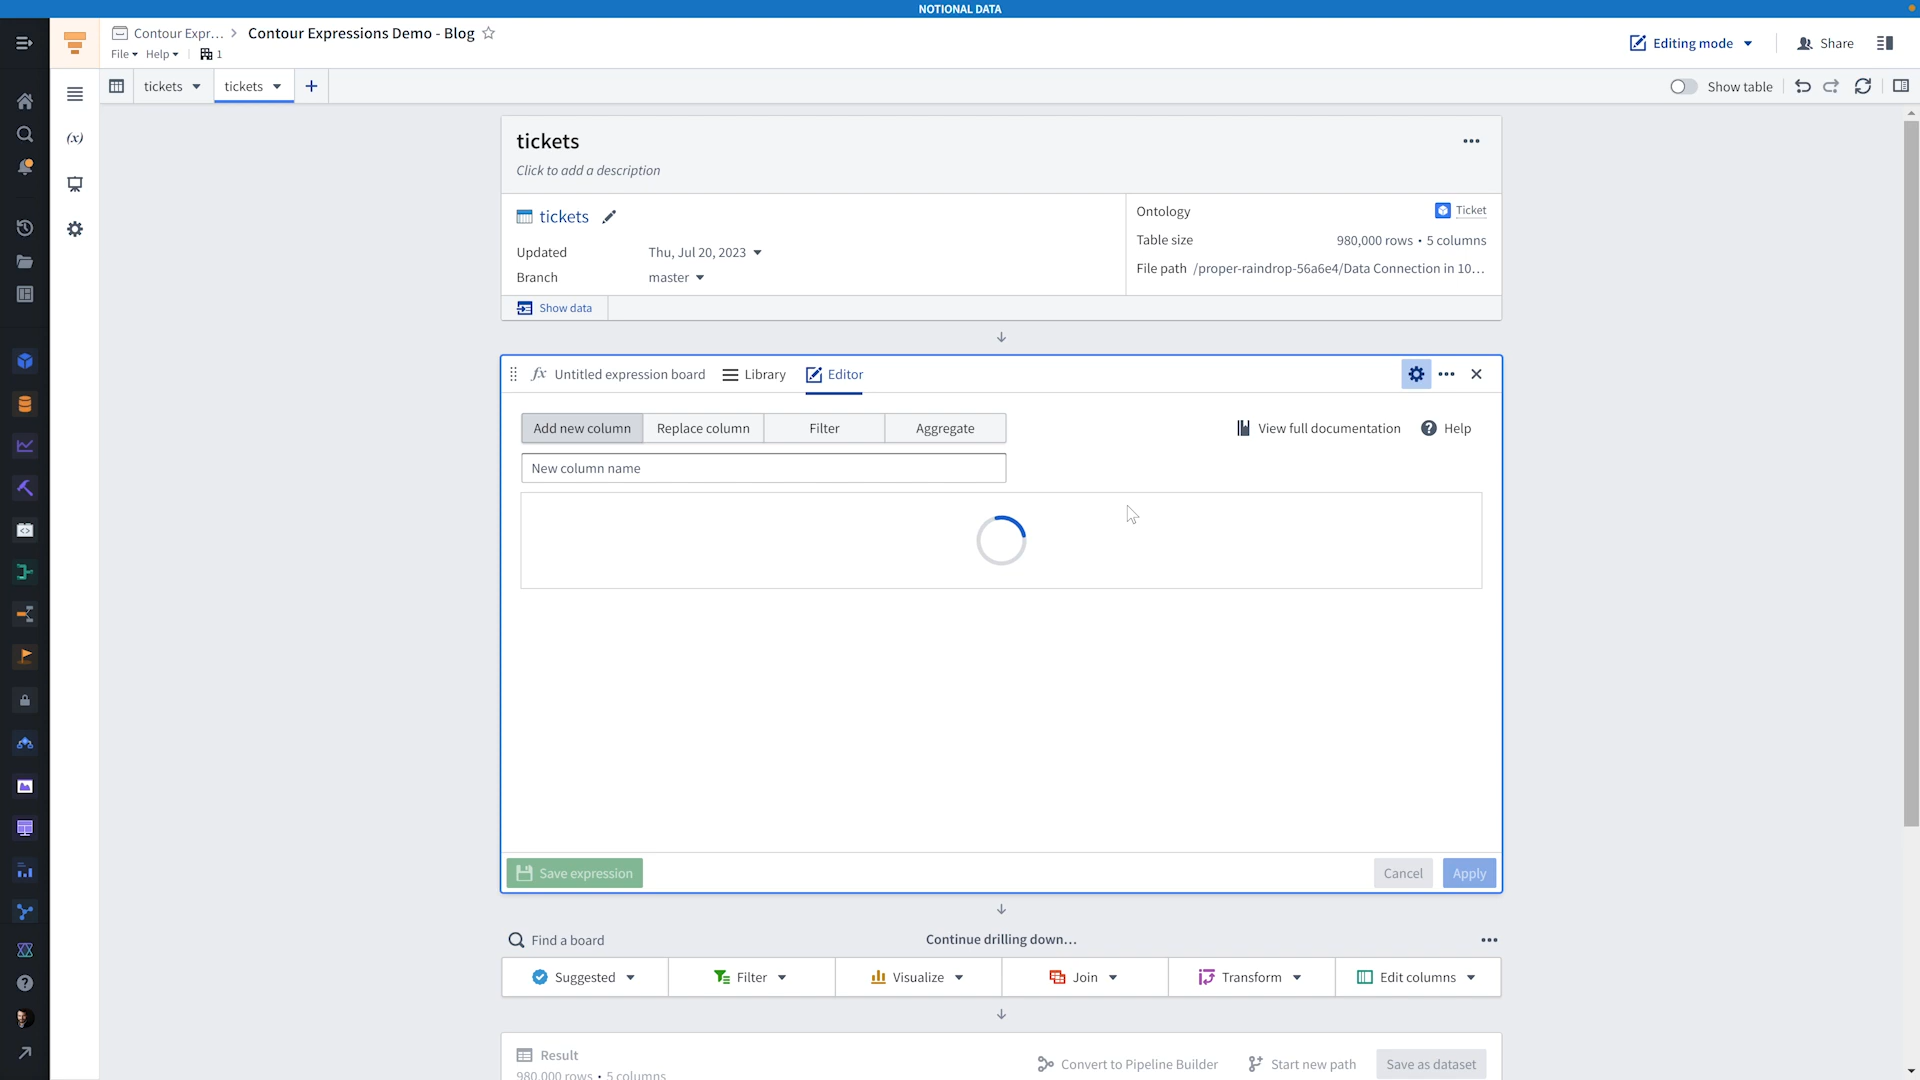 NOTIONAL DATA
Contour Expr... > Contour Expressions Demo - Blog
File Help 1
Editing mode
Share
tickets
tickets
Show table
(x)
tickets
Click to add a description
tickets
Updated Thu, Jul 20, 2023
Branch master
Ontology Ticket
Table size 980,000 rows • 5 columns
File path /proper-raindrop-56a6e4/Data Connection in 10...
Show data
fx Untitled expression board Library Editor
Add new column Replace column Filter Aggregate
View full documentation Help
New column name
Save expression
Cancel Apply
Find a board
Continue drilling down...
Suggested Filter Visualize Join Transform Edit columns
Result
980,000 rows • 5 columns
Convert to Pipeline Builder Start new path Save as dataset